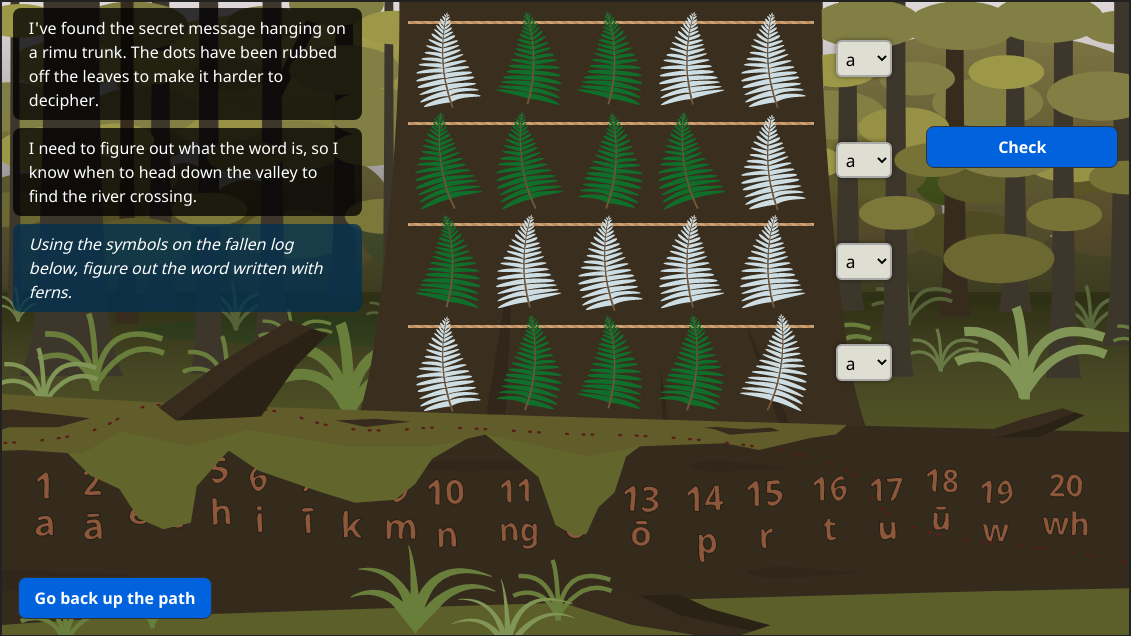 I've found the secret message hanging on
a rimu trunk. The dots have been rubbed
off the leaves to make it harder to
decipher.
I need to figure out what the word is, so I
know when to head down the valley to
find the river crossing.
Using the symbols on the fallen log
below, figure out the word written with
ferns.
a
a
a
a
Check
1 2 5 6 10 11 13 14 15 16 17 18 19 20
a ā h i ī k m n ng ō p r t u ū w wh
Go back up the path